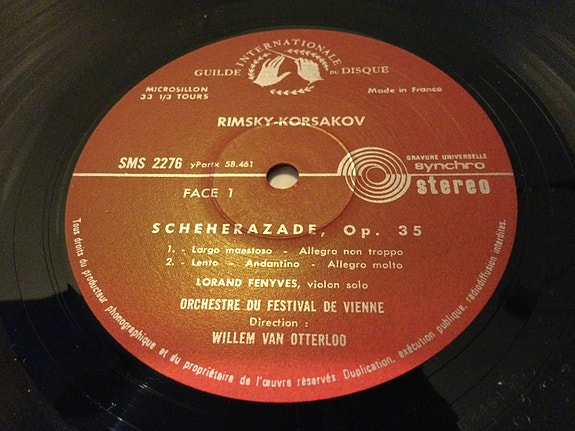 INTERNATIONALE
GUILDE DU DISQUE
MICROSILLON
33 1/3 TOURS
Made in France
RIMSKY-KORSAKOV
SMS 2276 yParix 58.461
GRAVURE UNIVERSELLE
synchro
stereo
FACE 1
SCHEHERAZADE, Op. 35
1. - Largo maestoso - Allegro non troppo
2. - Lento - Andantino - Allegro molto
LORAND FENYVES, violon solo
ORCHESTRE DU FESTIVAL DE VIENNE
Direction :
WILLEM VAN OTTERLOO
Tous droits du producteur phonographique et du propriétaire de l'œuvre réservés. Duplication, exécution publique, radiodiffusion interdites.